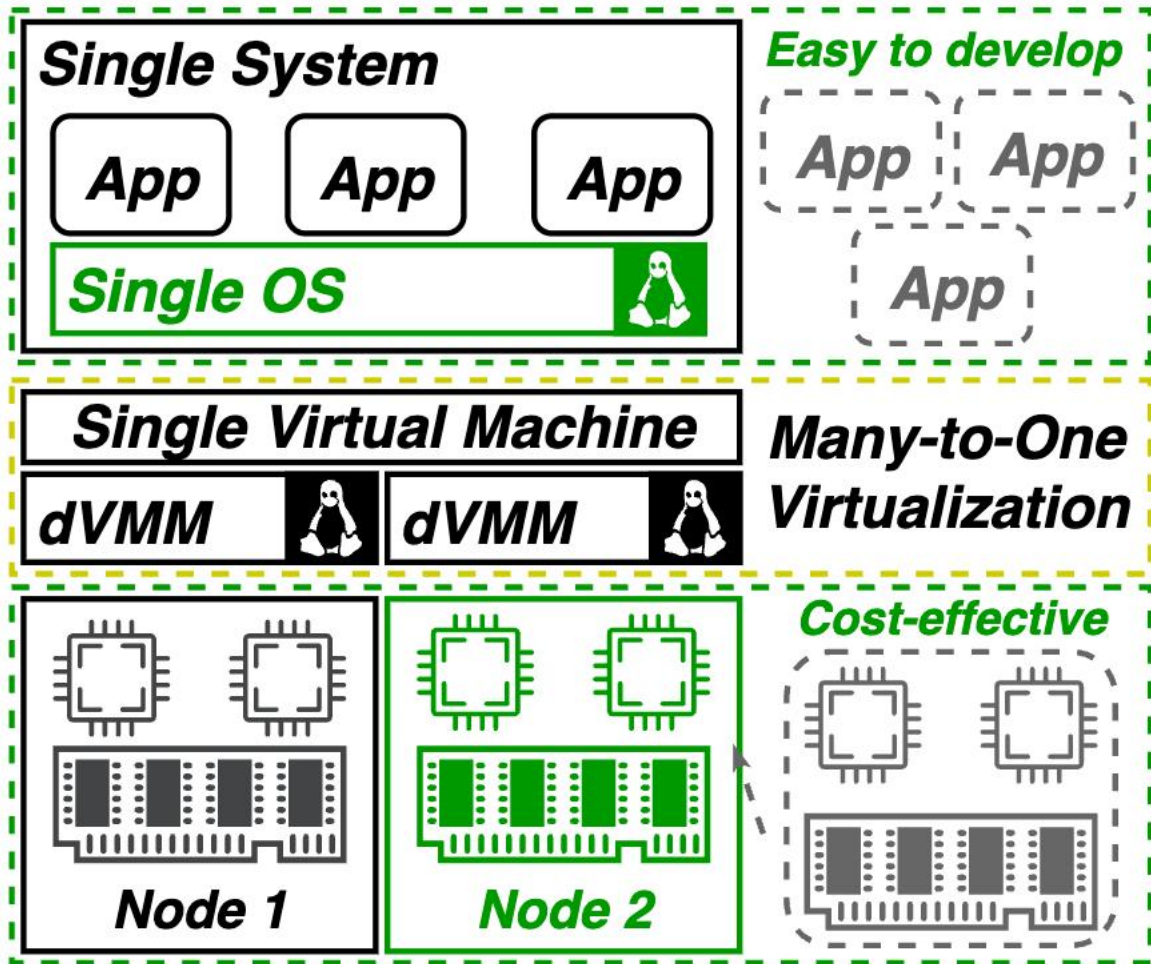 Single System
Easy to develop
App
App
App
App
App
App
Single OS
Single Virtual Machine
Many-to-One
Virtualization
dVMM
dVMM
Cost-effective
Node 1
Node 2